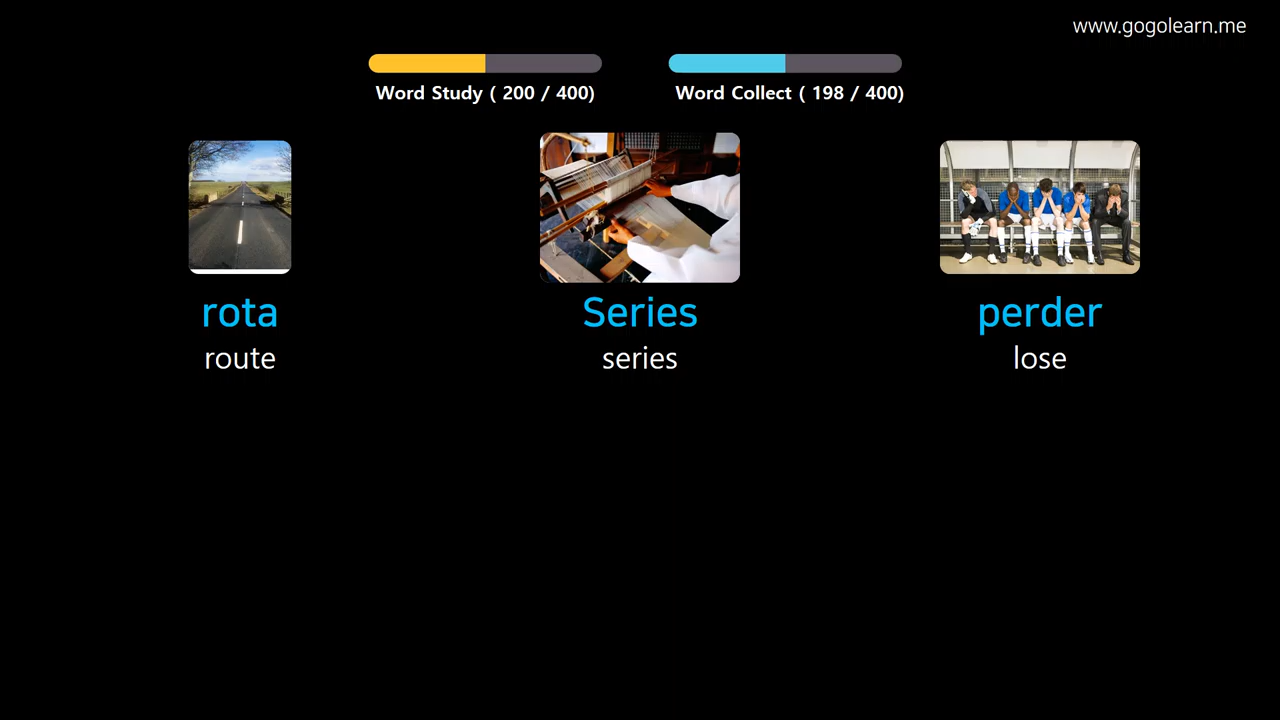 www.gogolearn.me
Word Study ( 200 / 400)
Word Collect ( 198 / 400)
rota
route
Series
series
perder
lose